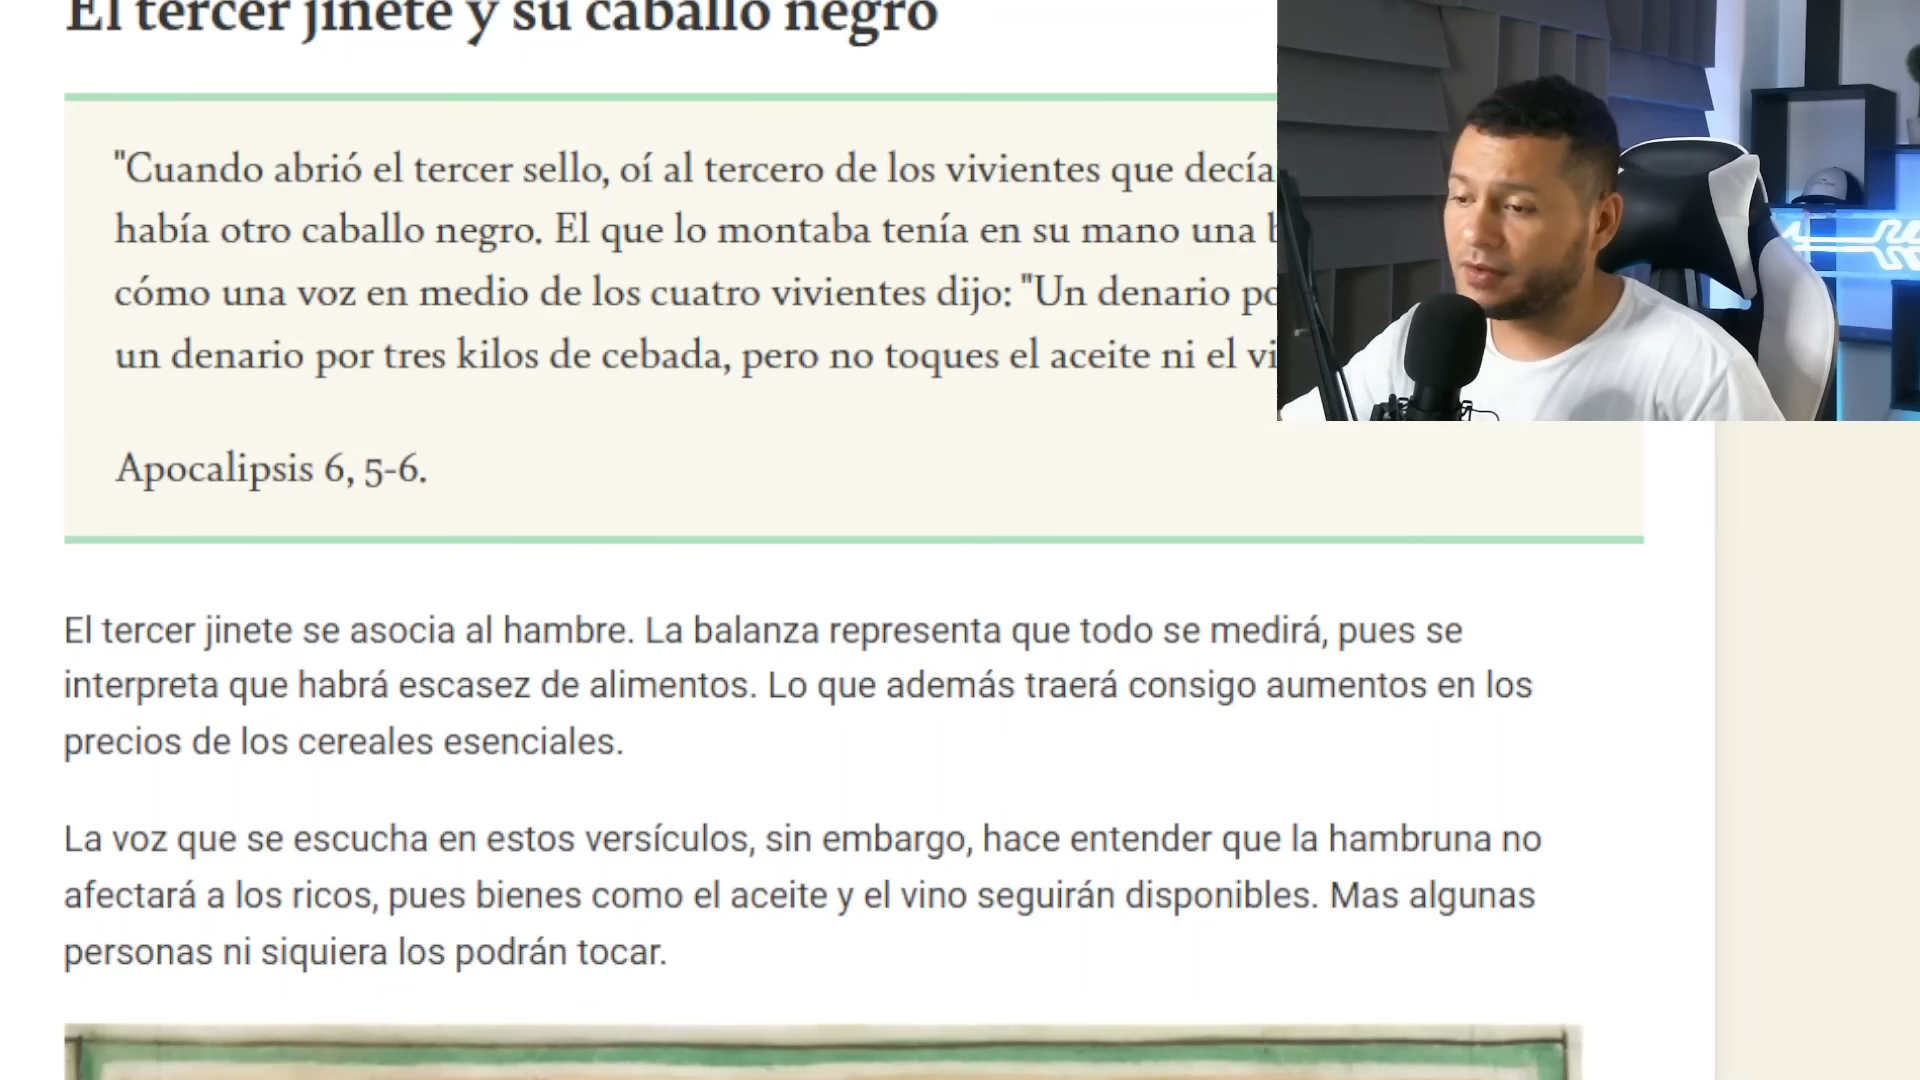 El tercer jinete y su caballo negro
"Cuando abrió el tercer sello, oí al tercero de los vivientes que decía
había otro caballo negro. El que lo montaba tenía en su mano una
cómo una voz en medio de los cuatro vivientes dijo: "Un denario
un denario por tres kilos de cebada, pero no toques el aceite ni el
Apocalipsis 6, 5-6.
El tercer jinete se asocia al hambre. La balanza representa que todo se medirá, pues se
interpreta que habrá escasez de alimentos. Lo que además traerá consigo aumentos en los
precios de los cereales esenciales.
La voz que se escucha en estos versículos, sin embargo, hace entender que la hambruna no
afectará a los ricos, pues bienes como el aceite y el vino seguirán disponibles. Mas algunas
personas ni siquiera los podrán tocar.